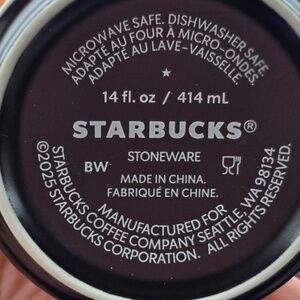 MICROWAVE SAFE. DISHWASHER SAFE.
ADAPTÉ AU FOUR À MICRO-ONDES.
ADAPTÉ AU LAVE-VAISSELLE
14 fl. oz / 414 mL
STARBUCKS®
BW STONEWARE
MADE IN CHINA.
FABRIQUÉ EN CHINE.
MANUFACTURED FOR
STARBUCKS COFFEE COMPANY SEATTLE, WA 98134
©2025 STARBUCKS CORPORATION. ALL RIGHTS RESERVED.